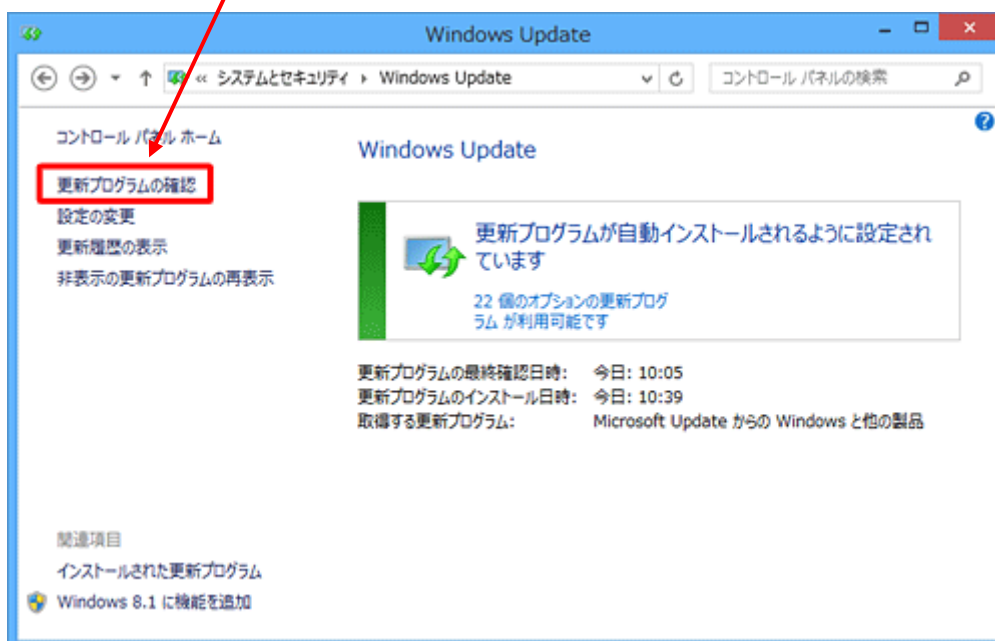 Windows Update
« システムとセキュリティ ▸ Windows Update
コントロール パネルの検索
コントロール パネル ホーム
更新プログラムの確認
設定の変更
更新履歴の表示
非表示の更新プログラムの再表示
Windows Update
更新プログラムが自動インストールされるように設定され
ています
22 個のオプションの更新プログ
ラム が利用可能です
更新プログラムの最終確認日時: 今日: 10:05
更新プログラムのインストール日時: 今日: 10:39
取得する更新プログラム: Microsoft Update からの Windows と他の製品
関連項目
インストールされた更新プログラム
Windows 8.1 に機能を追加